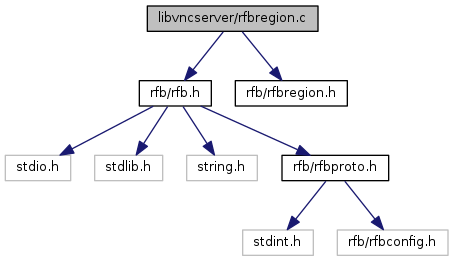 libvncserver/rfbregion.c
rfb/rfb.h
rfb/rfbregion.h
stdio.h
stdlib.h
string.h
rfb/rfbproto.h
stdint.h
rfb/rfbconfig.h